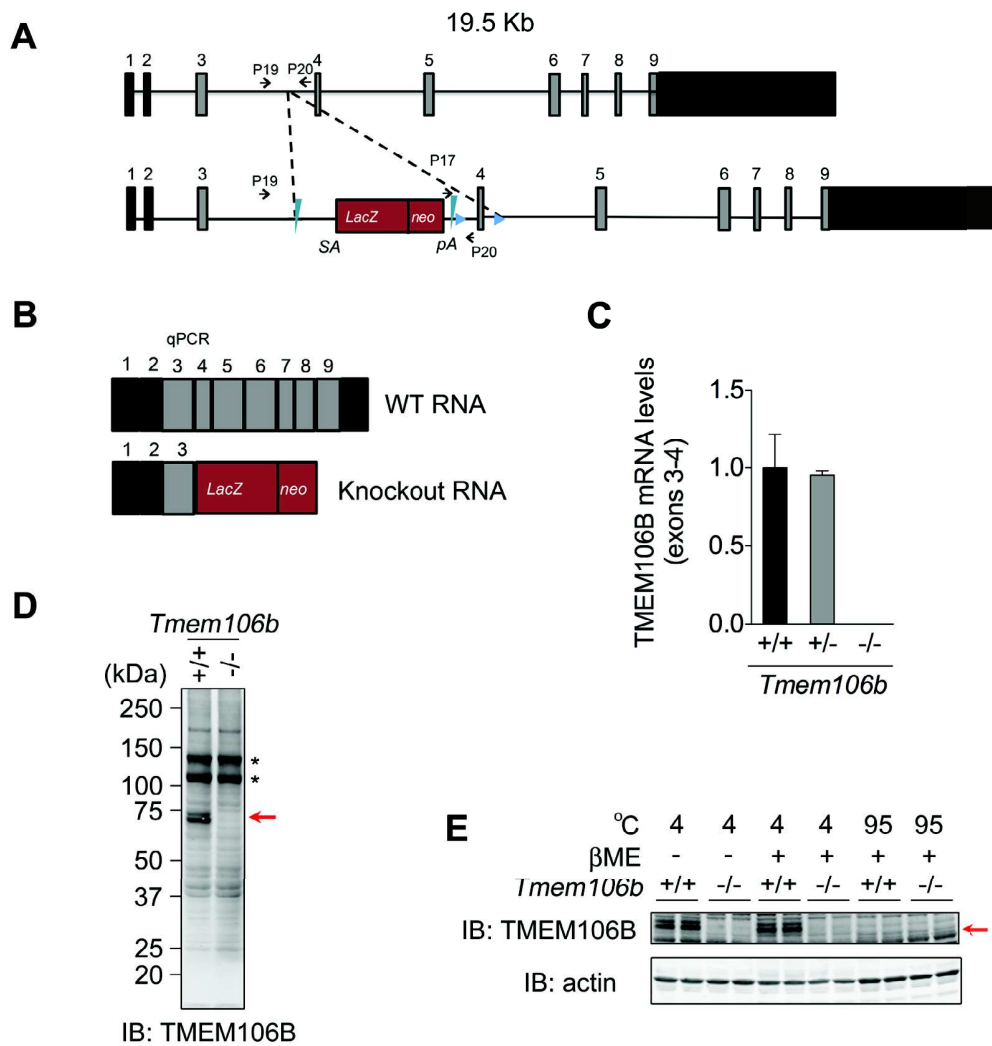 A
19.5 Kb
1 2 3 P19 P20 4 5 6 7 8 9
1 2 3 P19 P17 4 5 6 7 8 9
LacZ neo
SA pA P20
B
qPCR
1 2 3 4 5 6 7 8 9
WT RNA
1 2 3
LacZ neo
Knockout RNA
C
TMEM106B mRNA levels
(exons 3-4)
1.5
1.0
0.5
0.0
+/+ +/- -/-
Tmem106b
D
Tmem106b
(kDa) +/+ -/-
250
150
*
100
*
75
50
37
25
20
IB: TMEM106B
E
°C 4 4 4 4 95 95
βME - - + + + +
Tmem106b +/+ -/- +/+ -/- +/+ -/-
IB: TMEM106B
IB: actin